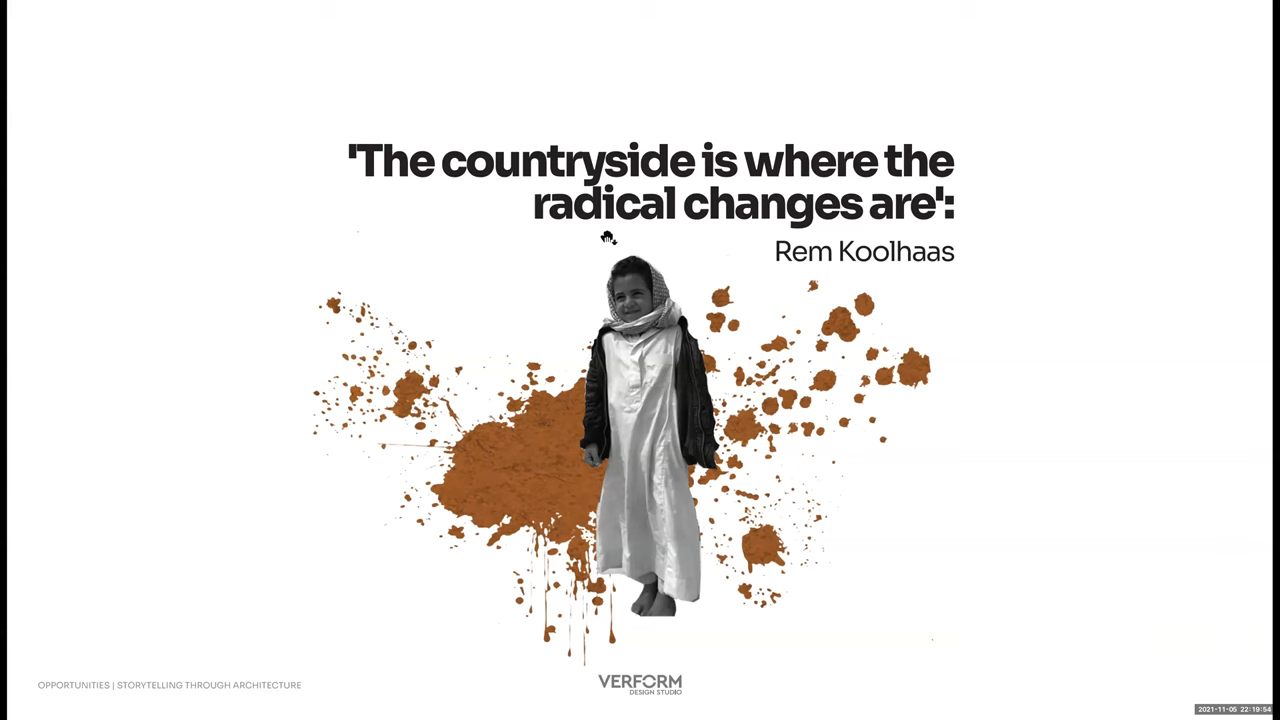 'The countryside is where the
radical changes are':
Rem Koolhaas
OPPORTUNITIES | STORYTELLING THROUGH ARCHITECTURE
VERFORM
DESIGN STUDIO
2021-11-05 22:19:54